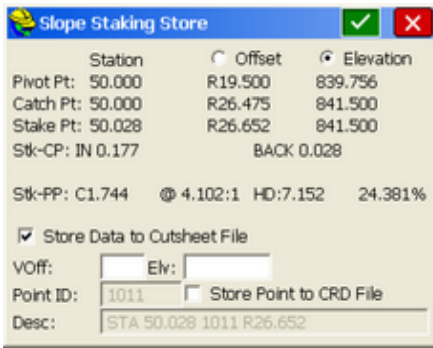 Slope Staking Store
Station Offset Elevation
Pivot Pt: 50.000 R19.500 839.756
Catch Pt: 50.000 R26.475 841.500
Stake Pt: 50.028 R26.652 841.500
Stk-CP: IN 0.177 BACK 0.028
Stk-PP: C1.744 @ 4.102:1 HD:7.152 24.381%
Store Data to Cutsheet File
VOff: Elv:
Point ID: 1011 Store Point to CRD File
Desc: STA 50.028 1011 R26.652